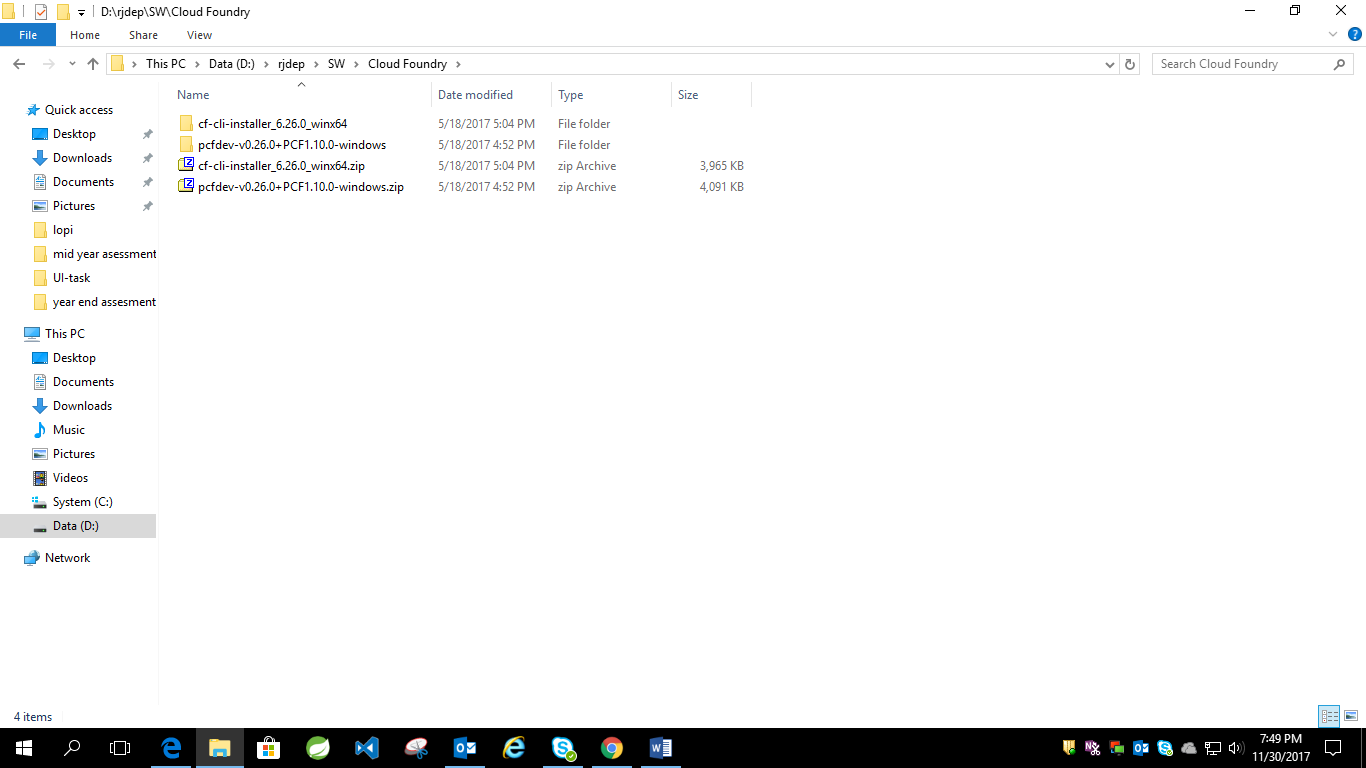 D:\rjdep\SW\Cloud Foundry
File Home Share View
This PC Data (D:) rjdep SW Cloud Foundry Search Cloud Foundry
Name Date modified Type Size
cf-cli-installer_6.26.0_winx64 5/18/2017 5:04 PM File folder
pcfdev-v0.26.0+PCF1.10.0-windows 5/18/2017 4:52 PM File folder
cf-cli-installer_6.26.0_winx64.zip 5/18/2017 5:04 PM zip Archive 3,965 KB
pcfdev-v0.26.0+PCF1.10.0-windows.zip 5/18/2017 4:52 PM zip Archive 4,091 KB
Quick access
Desktop
Downloads
Documents
Pictures
lopi
mid year asessment
UI-task
year end assesment
This PC
Desktop
Documents
Downloads
Music
Pictures
Videos
System (C:)
Data (D:)
Network
4 items
7:49 PM
11/30/2017